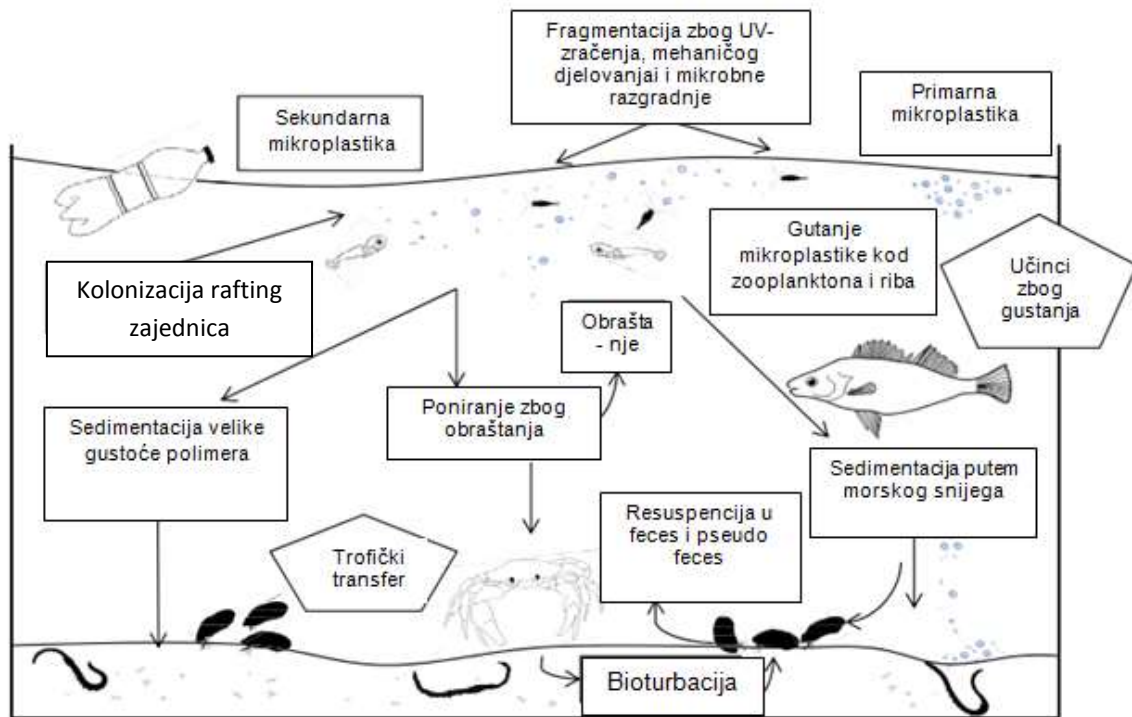 Fragmentacija zbog UV-
zračenja, mehaničog
djelovanjai i mikrobne
razgradnje
Sekundarna
mikroplastika
Primarna
mikroplastika
Gutanje
mikroplastike kod
zooplanktona i riba
Učinci
zbog
gustanja
Kolonizacija rafting
zajednica
Obrašta
- nje
Poniranje zbog
obraštanja
Sedimentacija velike
gustoće polimera
Sedimentacija putem
morskog snijega
Resuspencija u
feces i pseudo
feces
Trofički
transfer
Bioturbacija